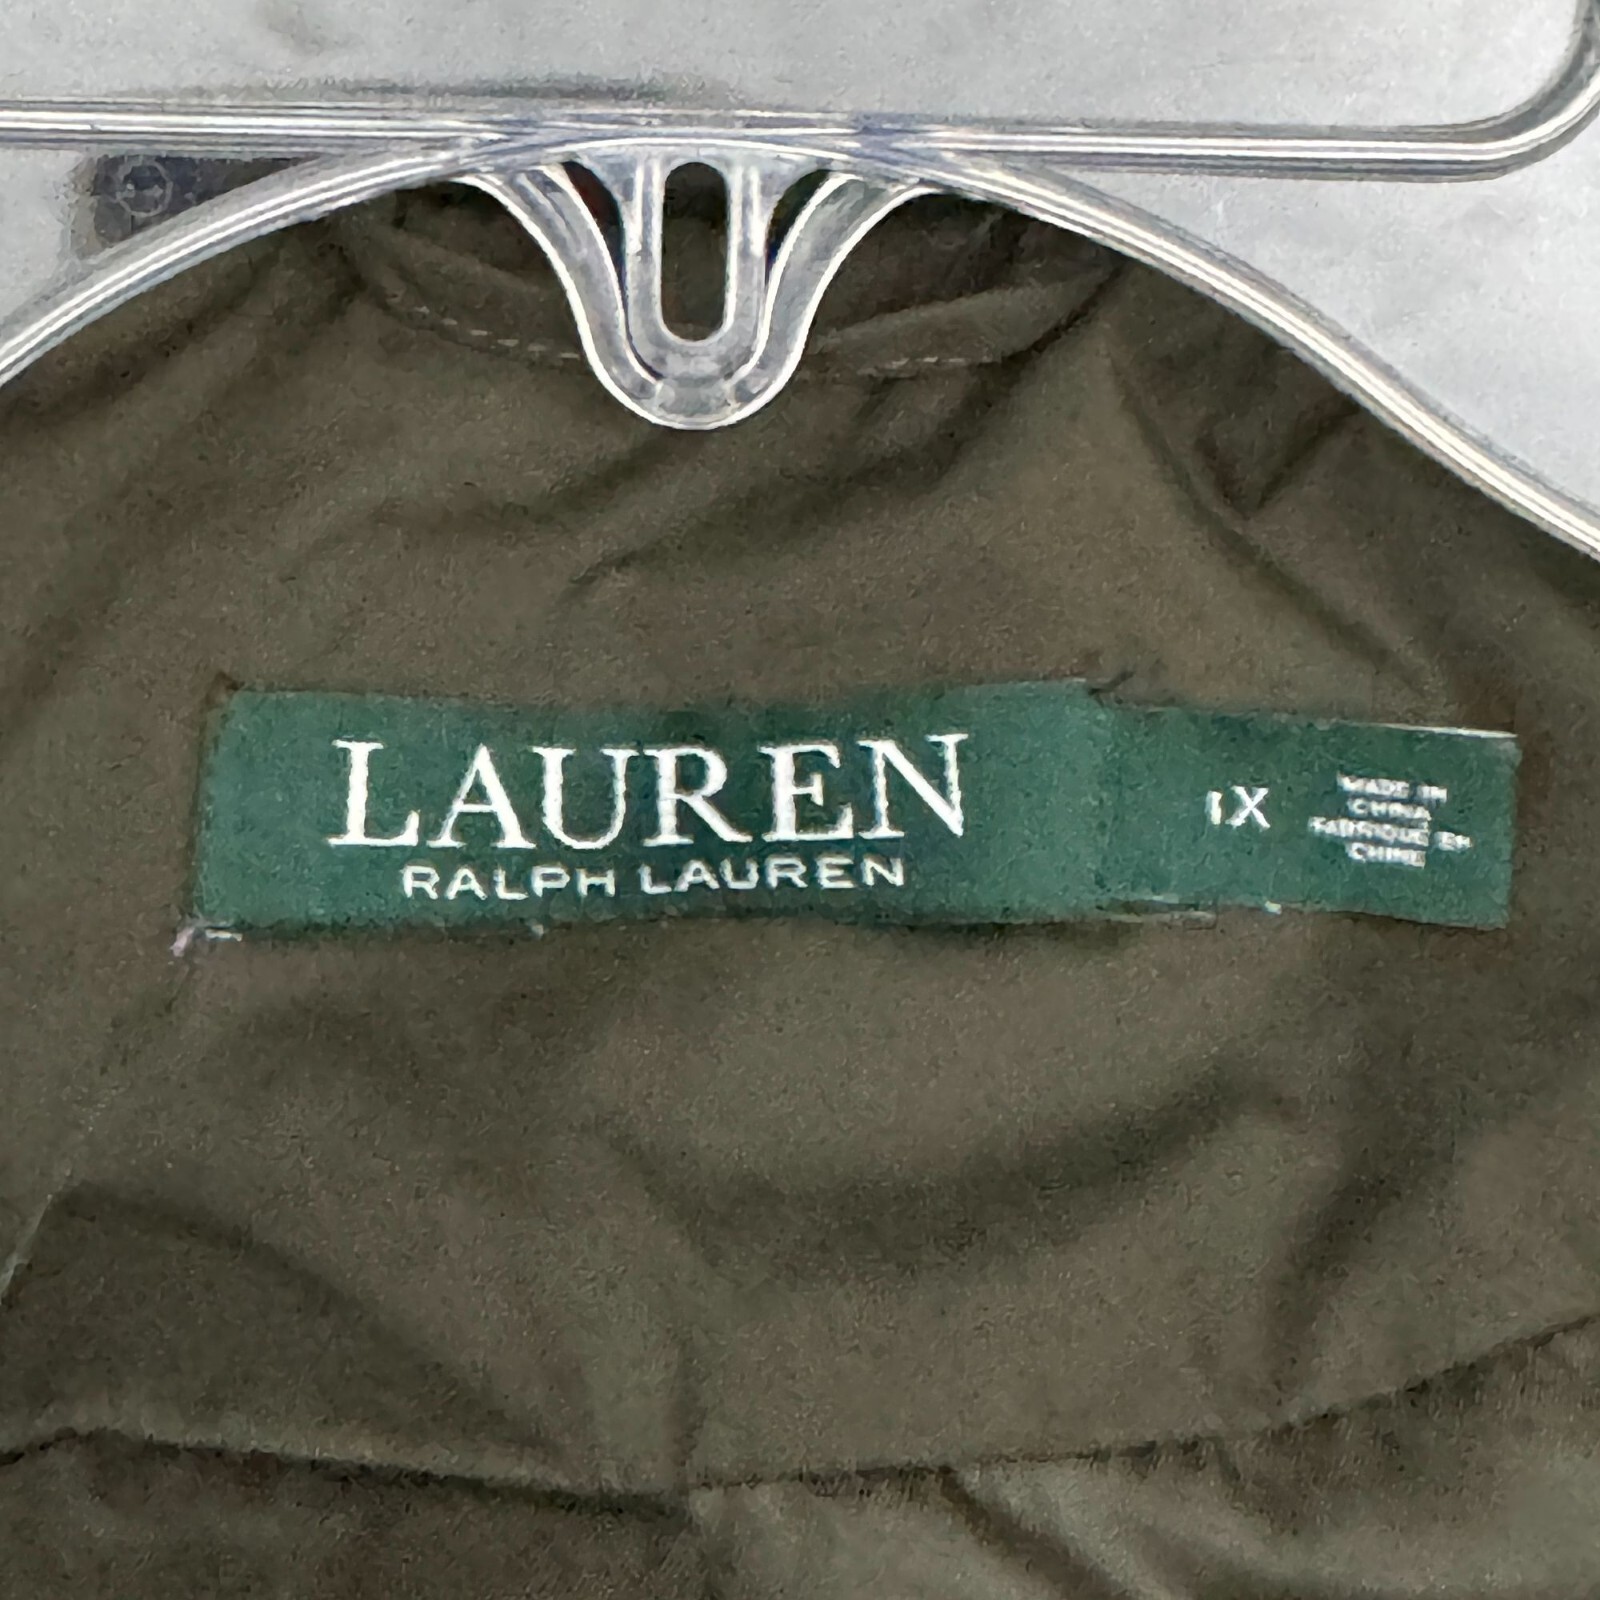 LAUREN
RALPH LAUREN
1X
MADE IN
CHINA
FABRIQUE EN
CHINE